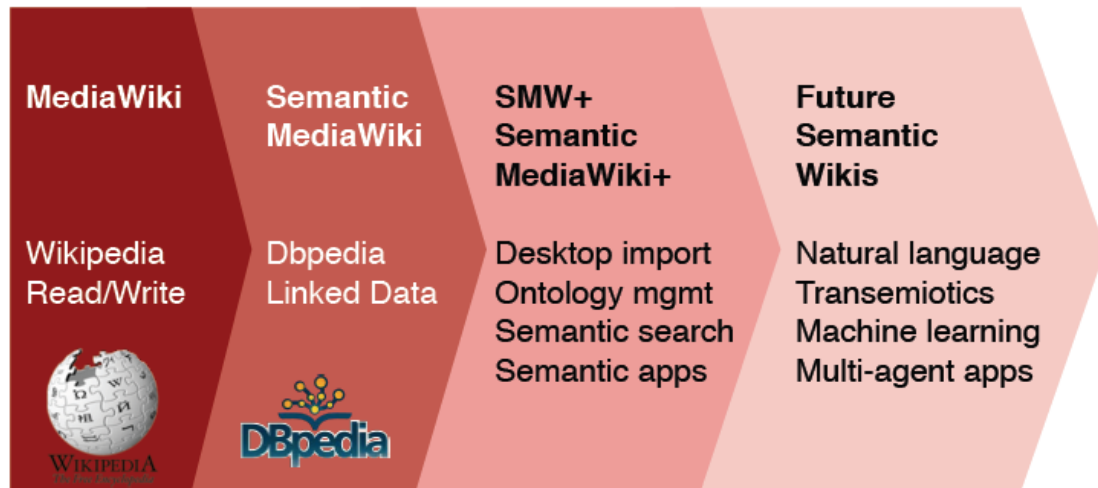 MediaWiki
Wikipedia
Read/Write
WIKIPEDIA
Semantic
MediaWiki
Dbpedia
Linked Data
DBpedia
SMW+
Semantic
MediaWiki+
Desktop import
Ontology mgmt
Semantic search
Semantic apps
Future
Semantic
Wikis
Natural language
Transemiotics
Machine learning
Multi-agent apps